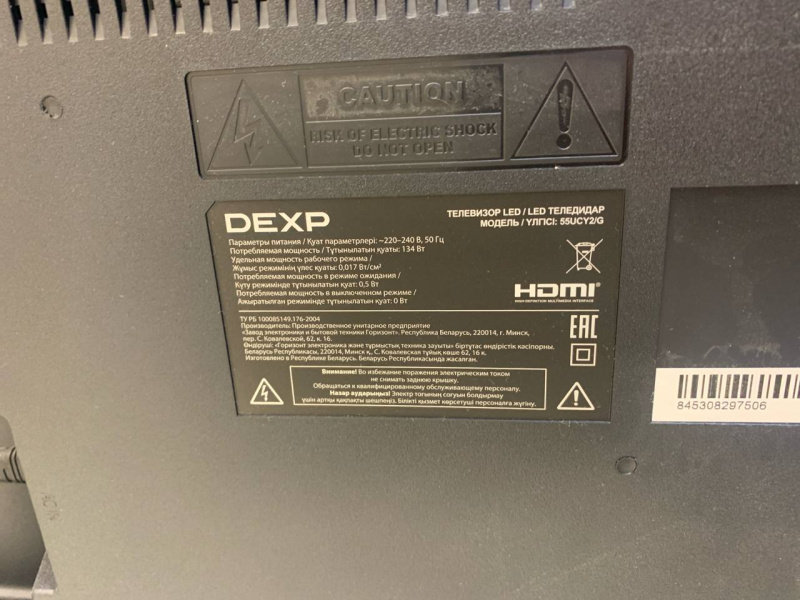 CAUTION
RISK OF ELECTRIC SHOCK
DO NOT OPEN
DEXP
ТЕЛЕВИЗОР LED / LED ТЕЛЕДИДАР
МОДЕЛЬ / ҮЛГІСІ: 55UCY2/G
Параметры питания / Қуат параметрлері: ~220-240 В, 50 Гц
Потребляемая мощность / Тұтынылатын қуаты: 134 Вт
Удельная мощность рабочего режима /
Жұмыс режимінің үлес қуаты: 0,017 Вт/см²
Потребляемая мощность в режиме ожидания /
Күту режимінде тұтынылатын қуат: 0,5 Вт
Потребляемая мощность в выключенном режиме /
Ажыратылған режимінде тұтынылатын қуат: 0 Вт
HDMI
HIGH-DEFINITION MULTIMEDIA INTERFACE
ТУ РБ 100085149.176-2004
Производитель: Производственное унитарное предприятие
«Завод электроники и бытовой техники Горизонт». Республика Беларусь, 220014, г. Минск,
пер. С. Ковалевской, 62, к. 16.
Өндіруші: «Горизонт электроника және тұрмыстық техника зауыты» біртұтас өндірістік кәсіпорны.
Беларусь Республикасы, 220014, Минск қ., С. Ковалевская тұйық көше 62, 16 к.
Изготовлено в Республике Беларусь. Беларусь Республикасында жасалған.
EAC
Внимание! Во избежание поражения электрическим током
не снимать заднюю крышку.
Обращаться к квалифицированному обслуживающему персоналу.
Назар аударыңыз! Электр тогының соғуын болдырмау
үшін артқы қақпақты шешпеңіз. Білікті қызмет көрсетуші персоналға жүгіну.
845308297506